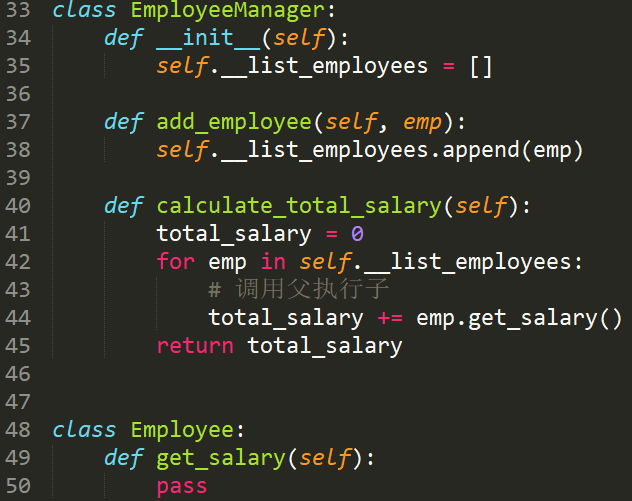 33 class EmployeeManager:
34     def __init__(self):
35         self.__list_employees = []
36
37     def add_employee(self, emp):
38         self.__list_employees.append(emp)
39
40     def calculate_total_salary(self):
41         total_salary = 0
42         for emp in self.__list_employees:
43             # 调用父执行子
44             total_salary += emp.get_salary()
45         return total_salary
46
47
48 class Employee:
49     def get_salary(self):
50         pass